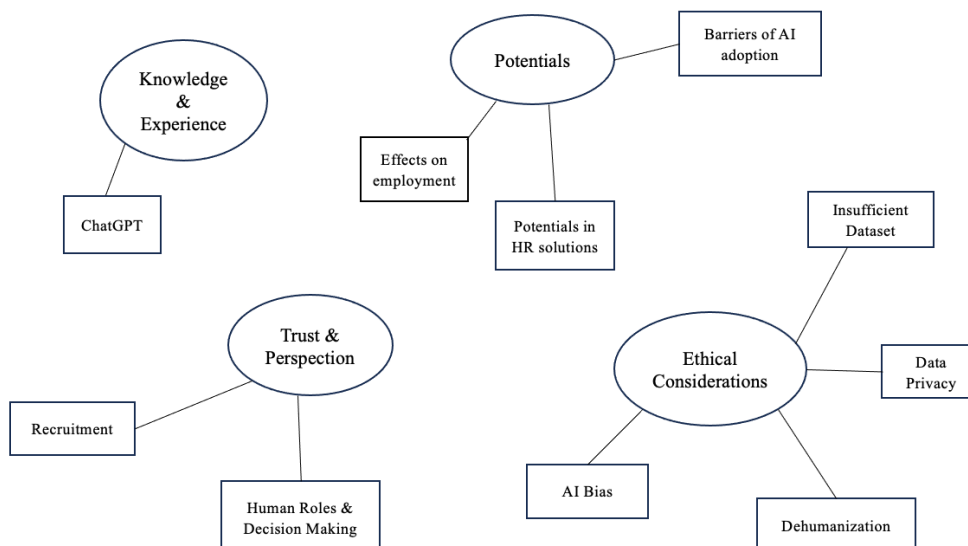 Knowledge
&
Experience
ChatGPT
Potentials
Barriers of AI
adoption
Effects on
employment
Potentials in
HR solutions
Trust &
Perspection
Recruitment
Human Roles &
Decision Making
Ethical
Considerations
Insufficient
Dataset
Data
Privacy
AI Bias
Dehumanization